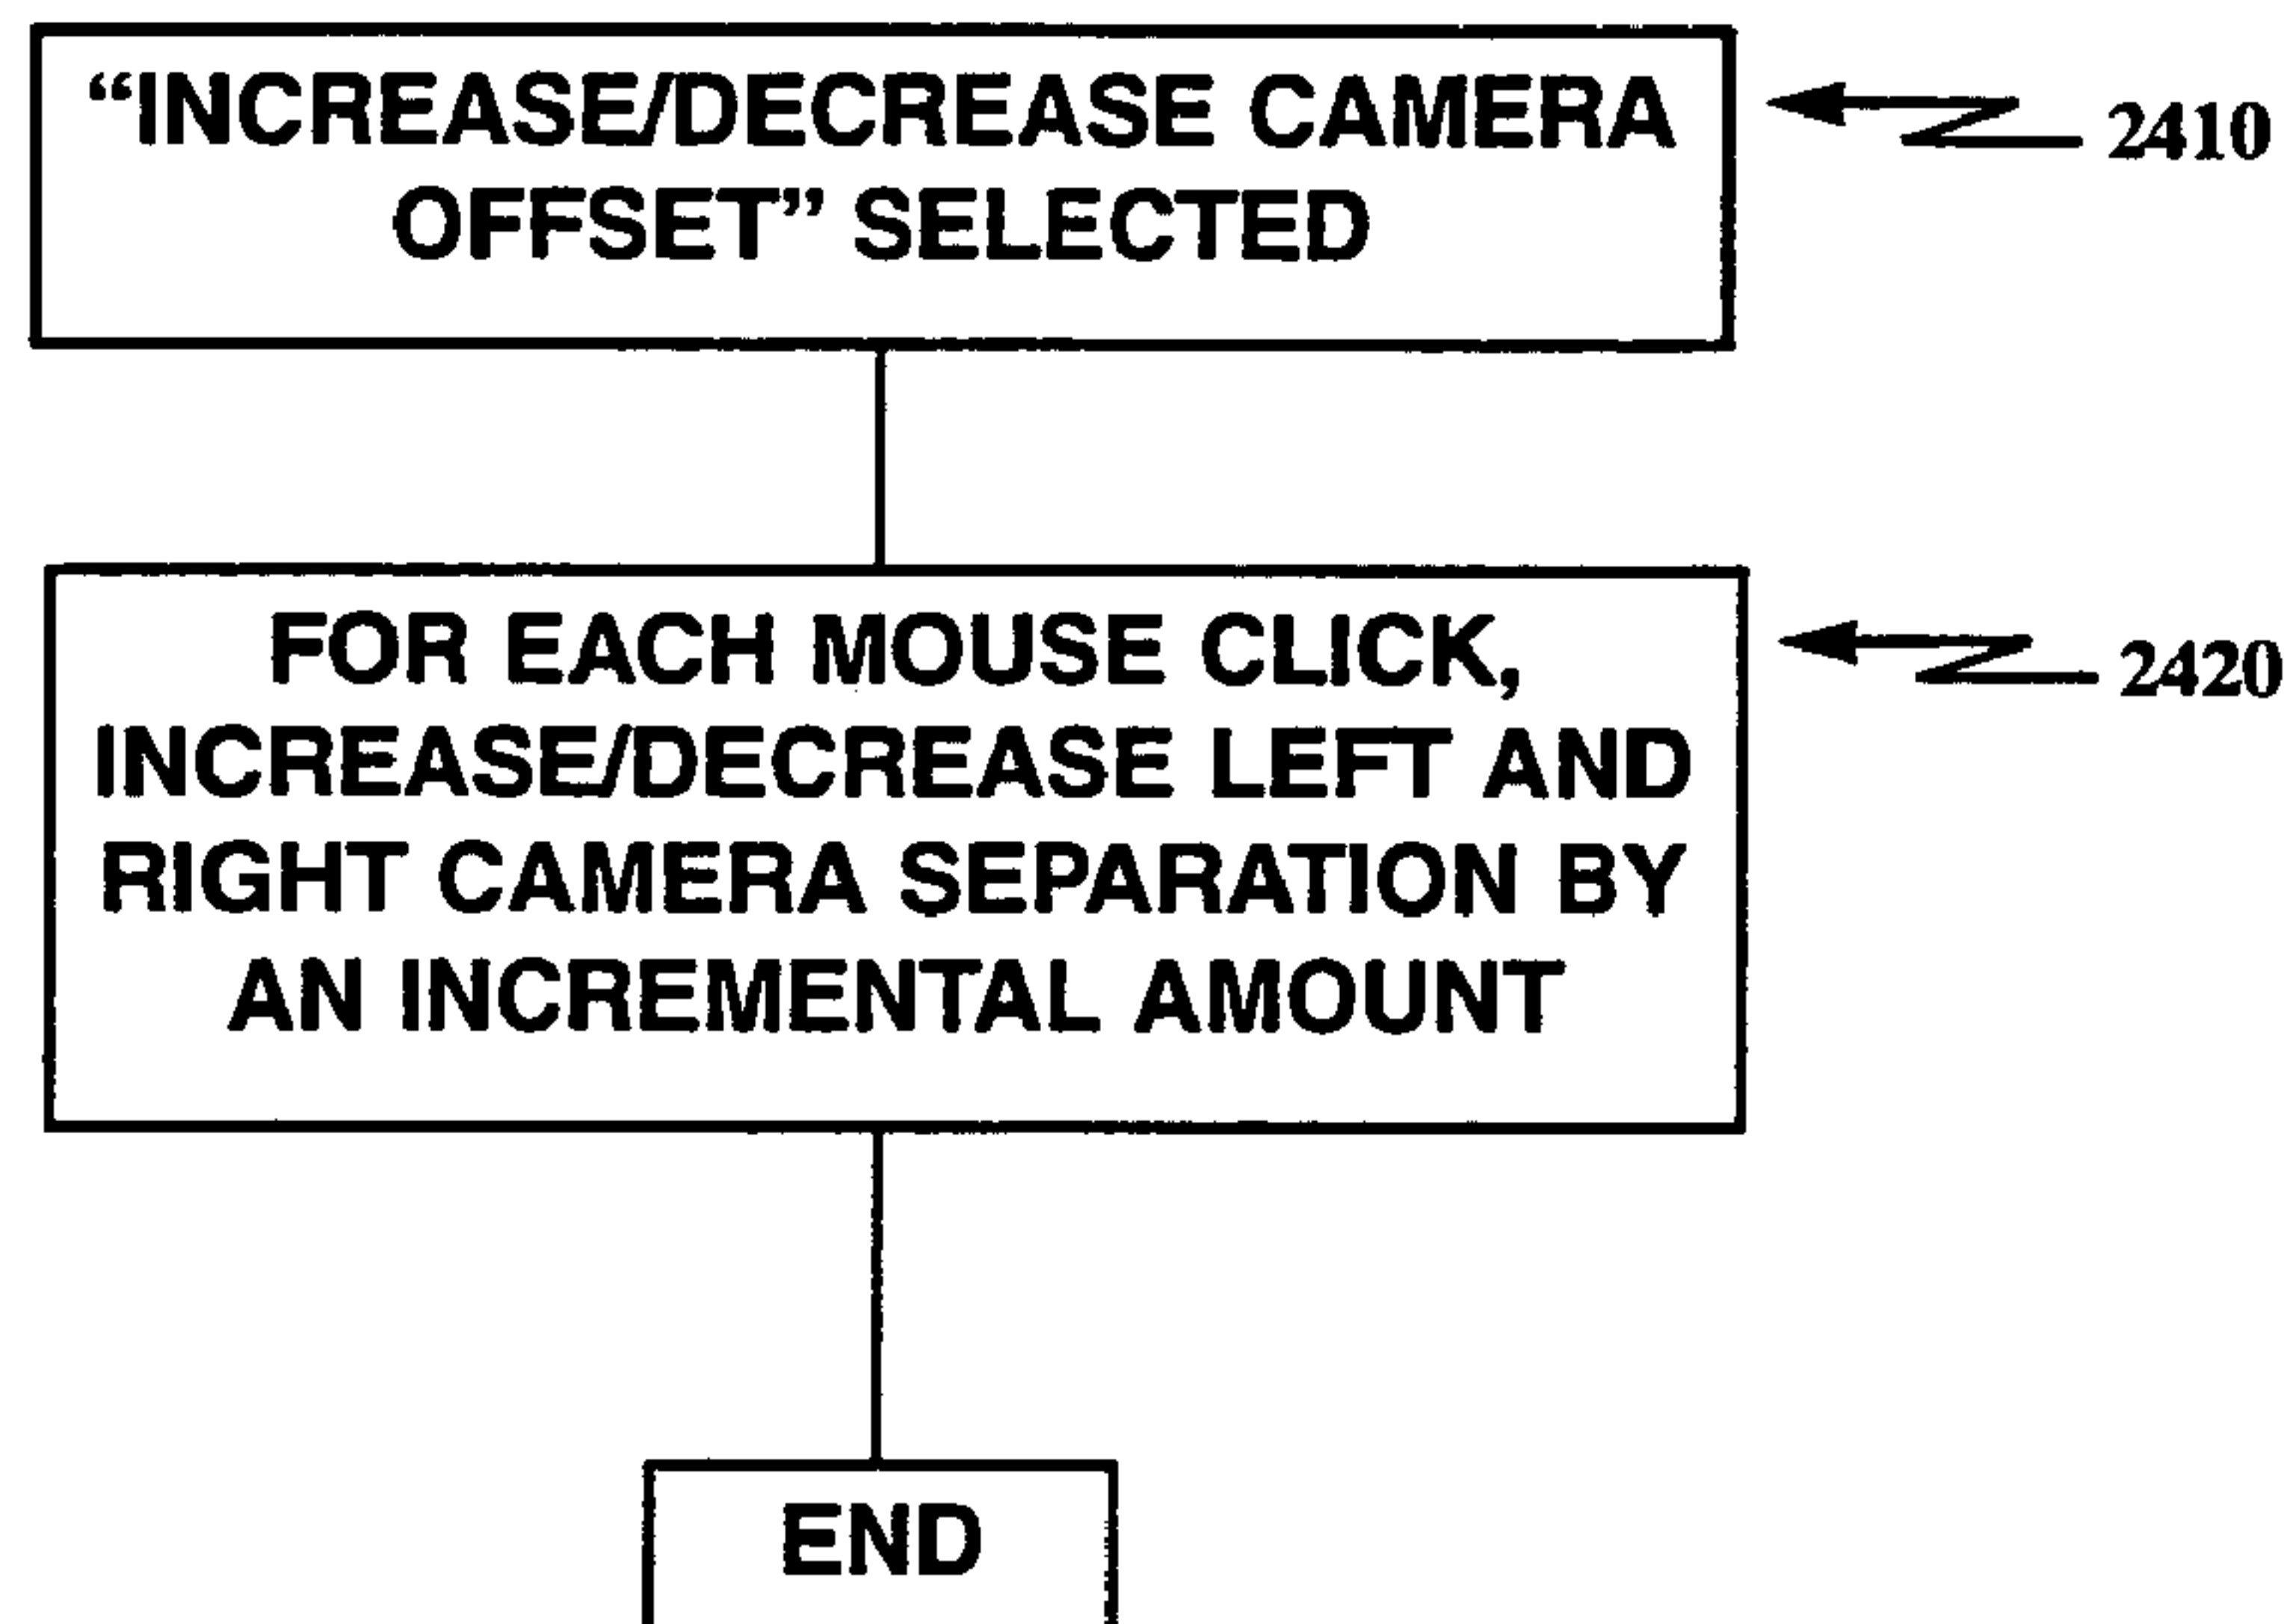 “INCREASE/DECREASE CAMERA
OFFSET” SELECTED
2410
FOR EACH MOUSE CLICK,
INCREASE/DECREASE LEFT AND
RIGHT CAMERA SEPARATION BY
AN INCREMENTAL AMOUNT
2420
END